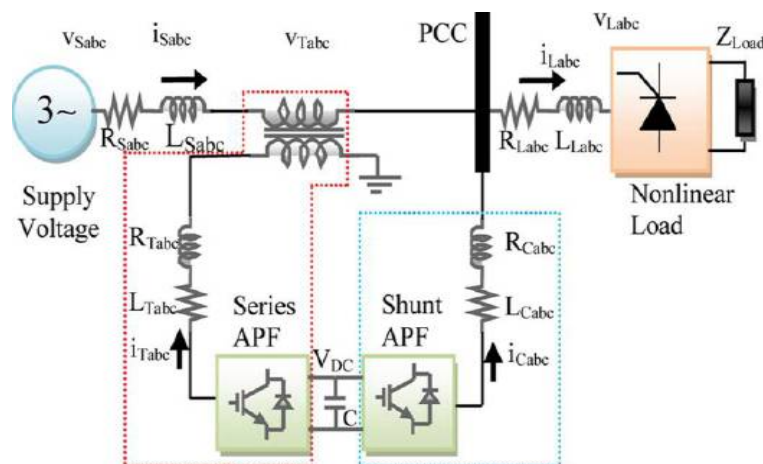 vSabc
iSabc
vTabc
PCC
vLabc
iLabc
ZLoad
3~
RSabc
LSabc
RLabc
LLabc
Supply
Voltage
Nonlinear
Load
RTabc
LTabc
iTabc
Series
APF
VDC
C
Shunt
APF
RCabc
LCabc
iCabc